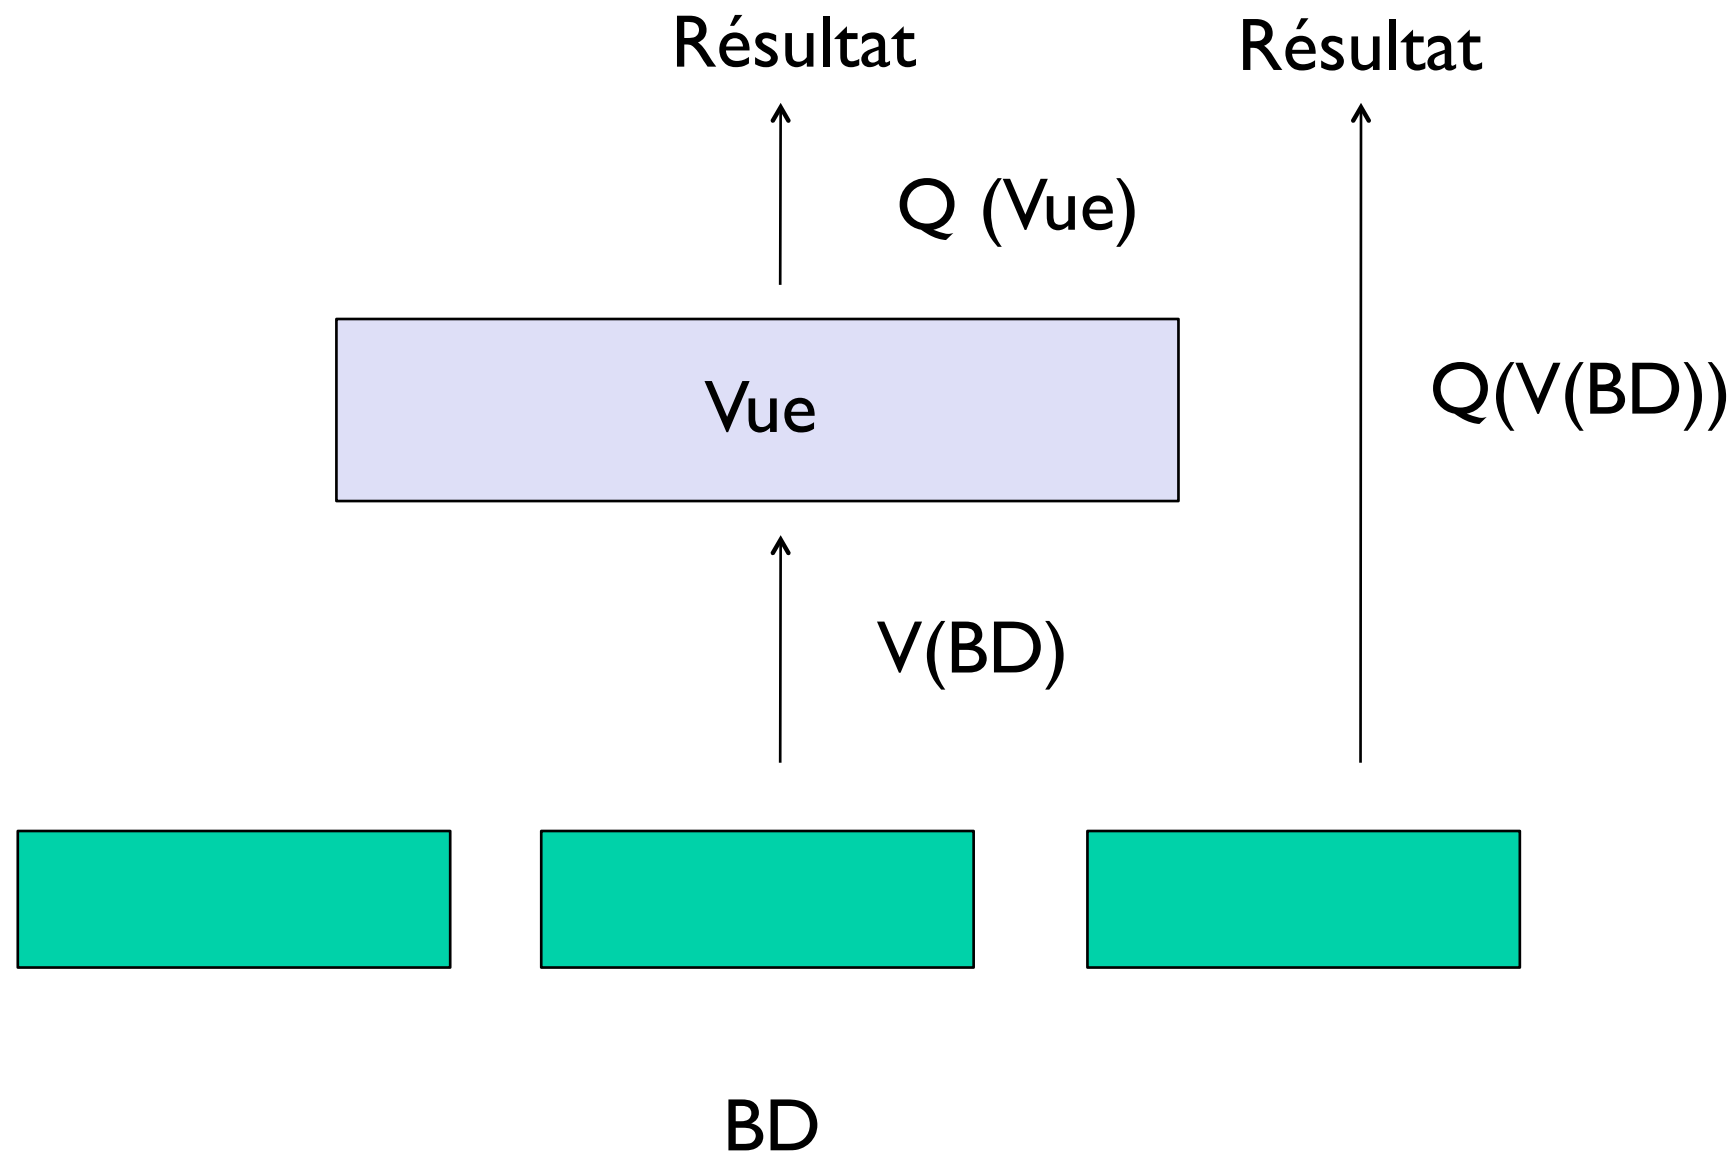 Résultat
Résultat
Q (Vue)
Vue
Q(V(BD))
V(BD)
BD